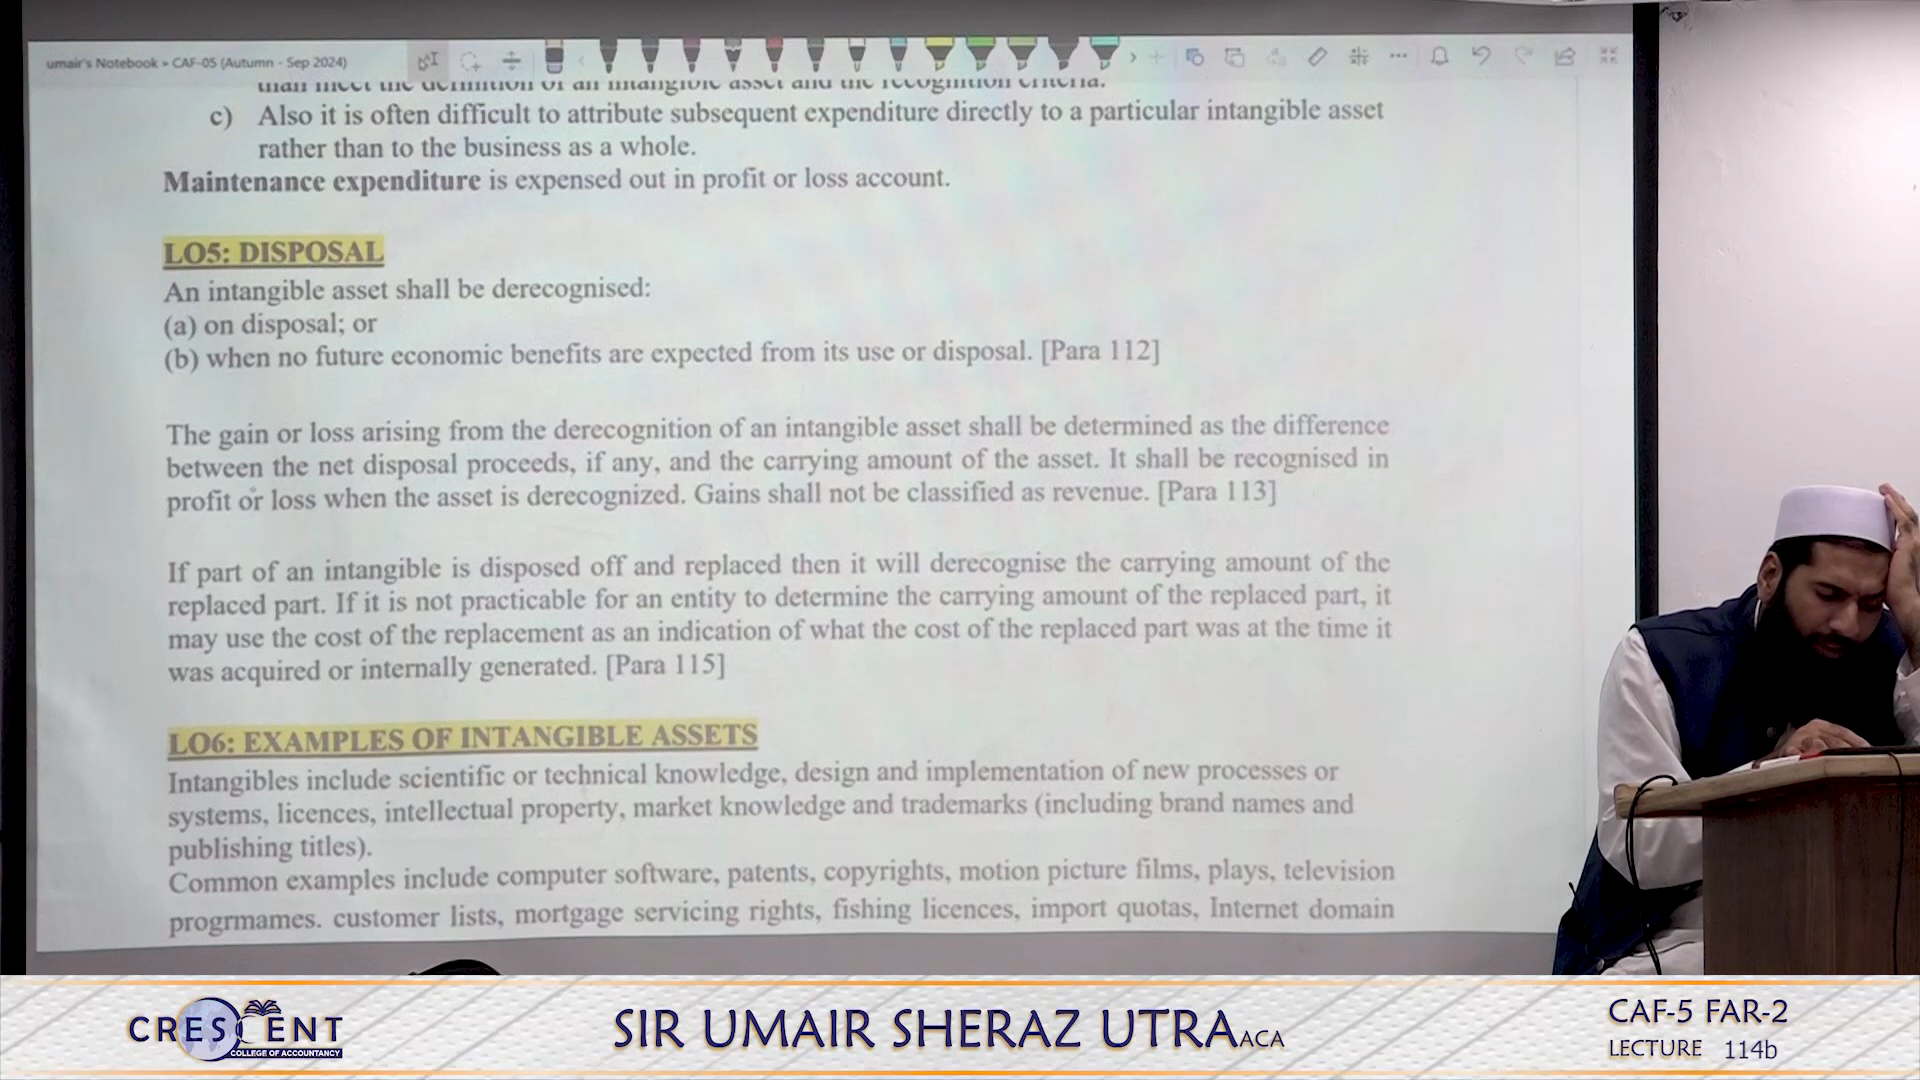 umair's Notebook » CAF-05 (Autumn - Sep 2024)
than meet the definition of an intangible asset and the recognition criteria.
c) Also it is often difficult to attribute subsequent expenditure directly to a particular intangible asset
rather than to the business as a whole.
Maintenance expenditure is expensed out in profit or loss account.
LO5: DISPOSAL
An intangible asset shall be derecognised:
(a) on disposal; or
(b) when no future economic benefits are expected from its use or disposal. [Para 112]
The gain or loss arising from the derecognition of an intangible asset shall be determined as the difference
between the net disposal proceeds, if any, and the carrying amount of the asset. It shall be recognised in
profit or loss when the asset is derecognized. Gains shall not be classified as revenue. [Para 113]
If part of an intangible is disposed off and replaced then it will derecognise the carrying amount of the
replaced part. If it is not practicable for an entity to determine the carrying amount of the replaced part, it
may use the cost of the replacement as an indication of what the cost of the replaced part was at the time it
was acquired or internally generated. [Para 115]
LO6: EXAMPLES OF INTANGIBLE ASSETS
Intangibles include scientific or technical knowledge, design and implementation of new processes or
systems, licences, intellectual property, market knowledge and trademarks (including brand names and
publishing titles).
Common examples include computer software, patents, copyrights, motion picture films, plays, television
progrmames. customer lists, mortgage servicing rights, fishing licences, import quotas, Internet domain
CRESCENT
COLLEGE OF ACCOUNTANCY
SIR UMAIR SHERAZ UTRA ACA
CAF-5 FAR-2
LECTURE 114b